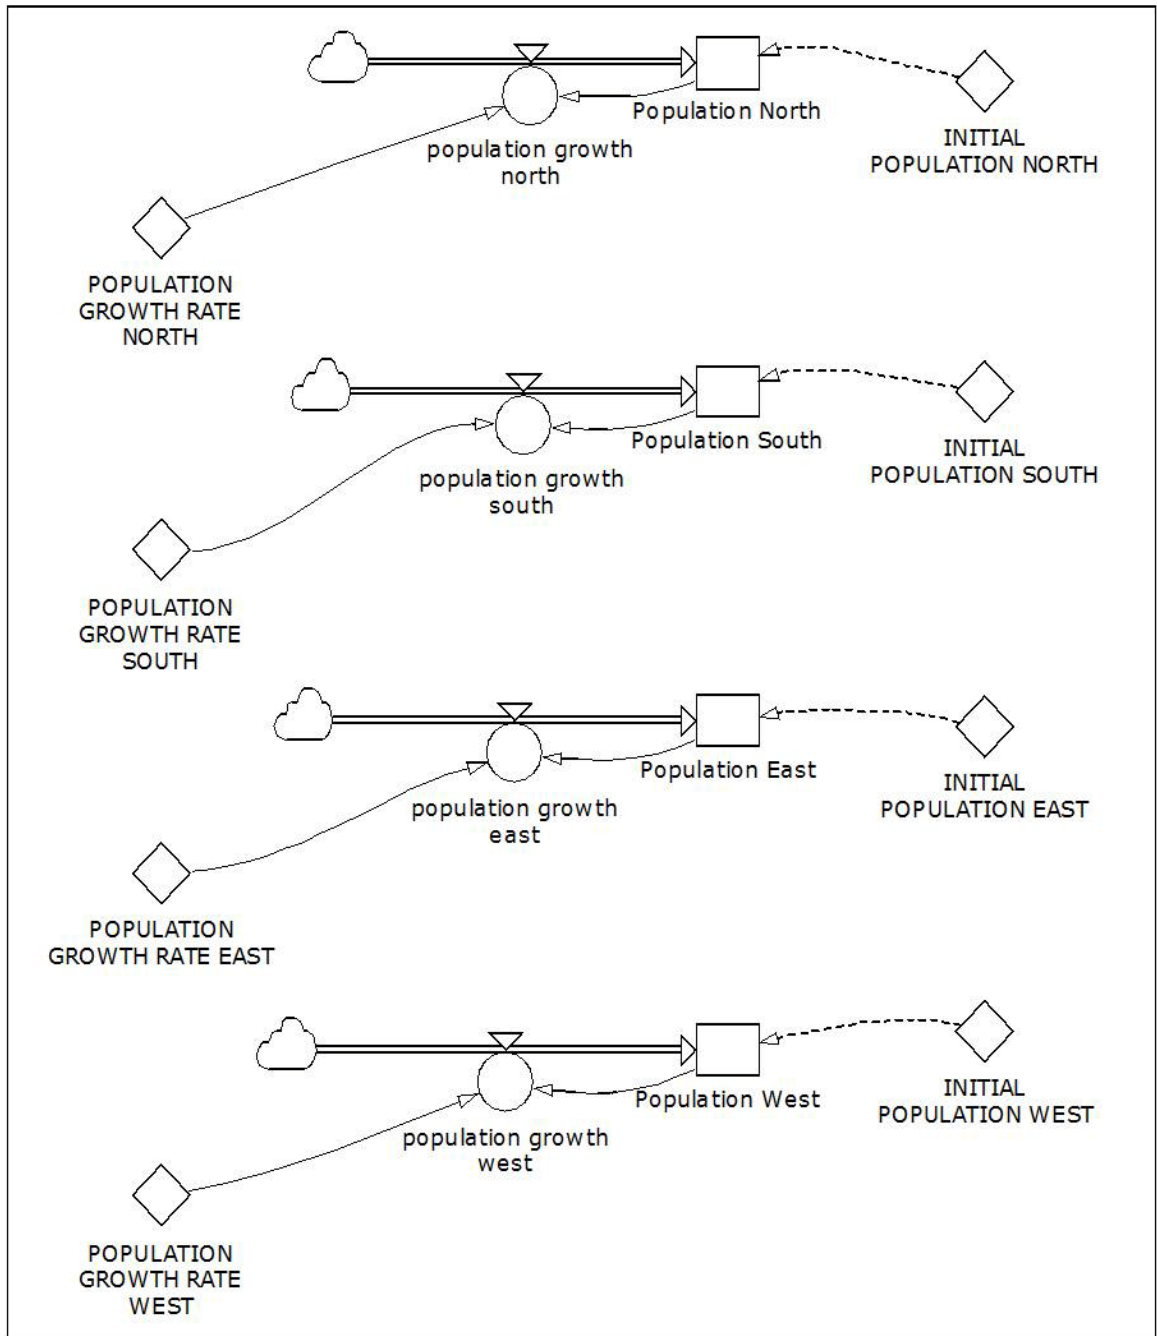 Population North
population growth
north
INITIAL
POPULATION NORTH
POPULATION
GROWTH RATE
NORTH
Population South
population growth
south
INITIAL
POPULATION SOUTH
POPULATION
GROWTH RATE
SOUTH
Population East
population growth
east
INITIAL
POPULATION EAST
POPULATION
GROWTH RATE EAST
Population West
population growth
west
INITIAL
POPULATION WEST
POPULATION
GROWTH RATE
WEST